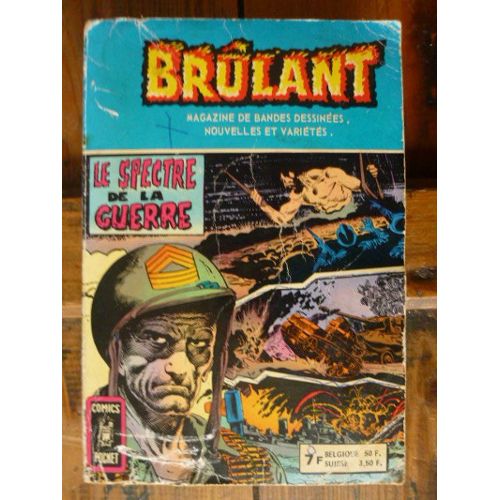 BRÛLANT
MAGAZINE DE BANDES DESSINÉES,
NOUVELLES ET VARIÉTÉS.
LE SPECTRE
DE LA
GUERRE
COMICS
POCKET
7F BELGIQUE 50 F.
SUISSE 3,50 F.